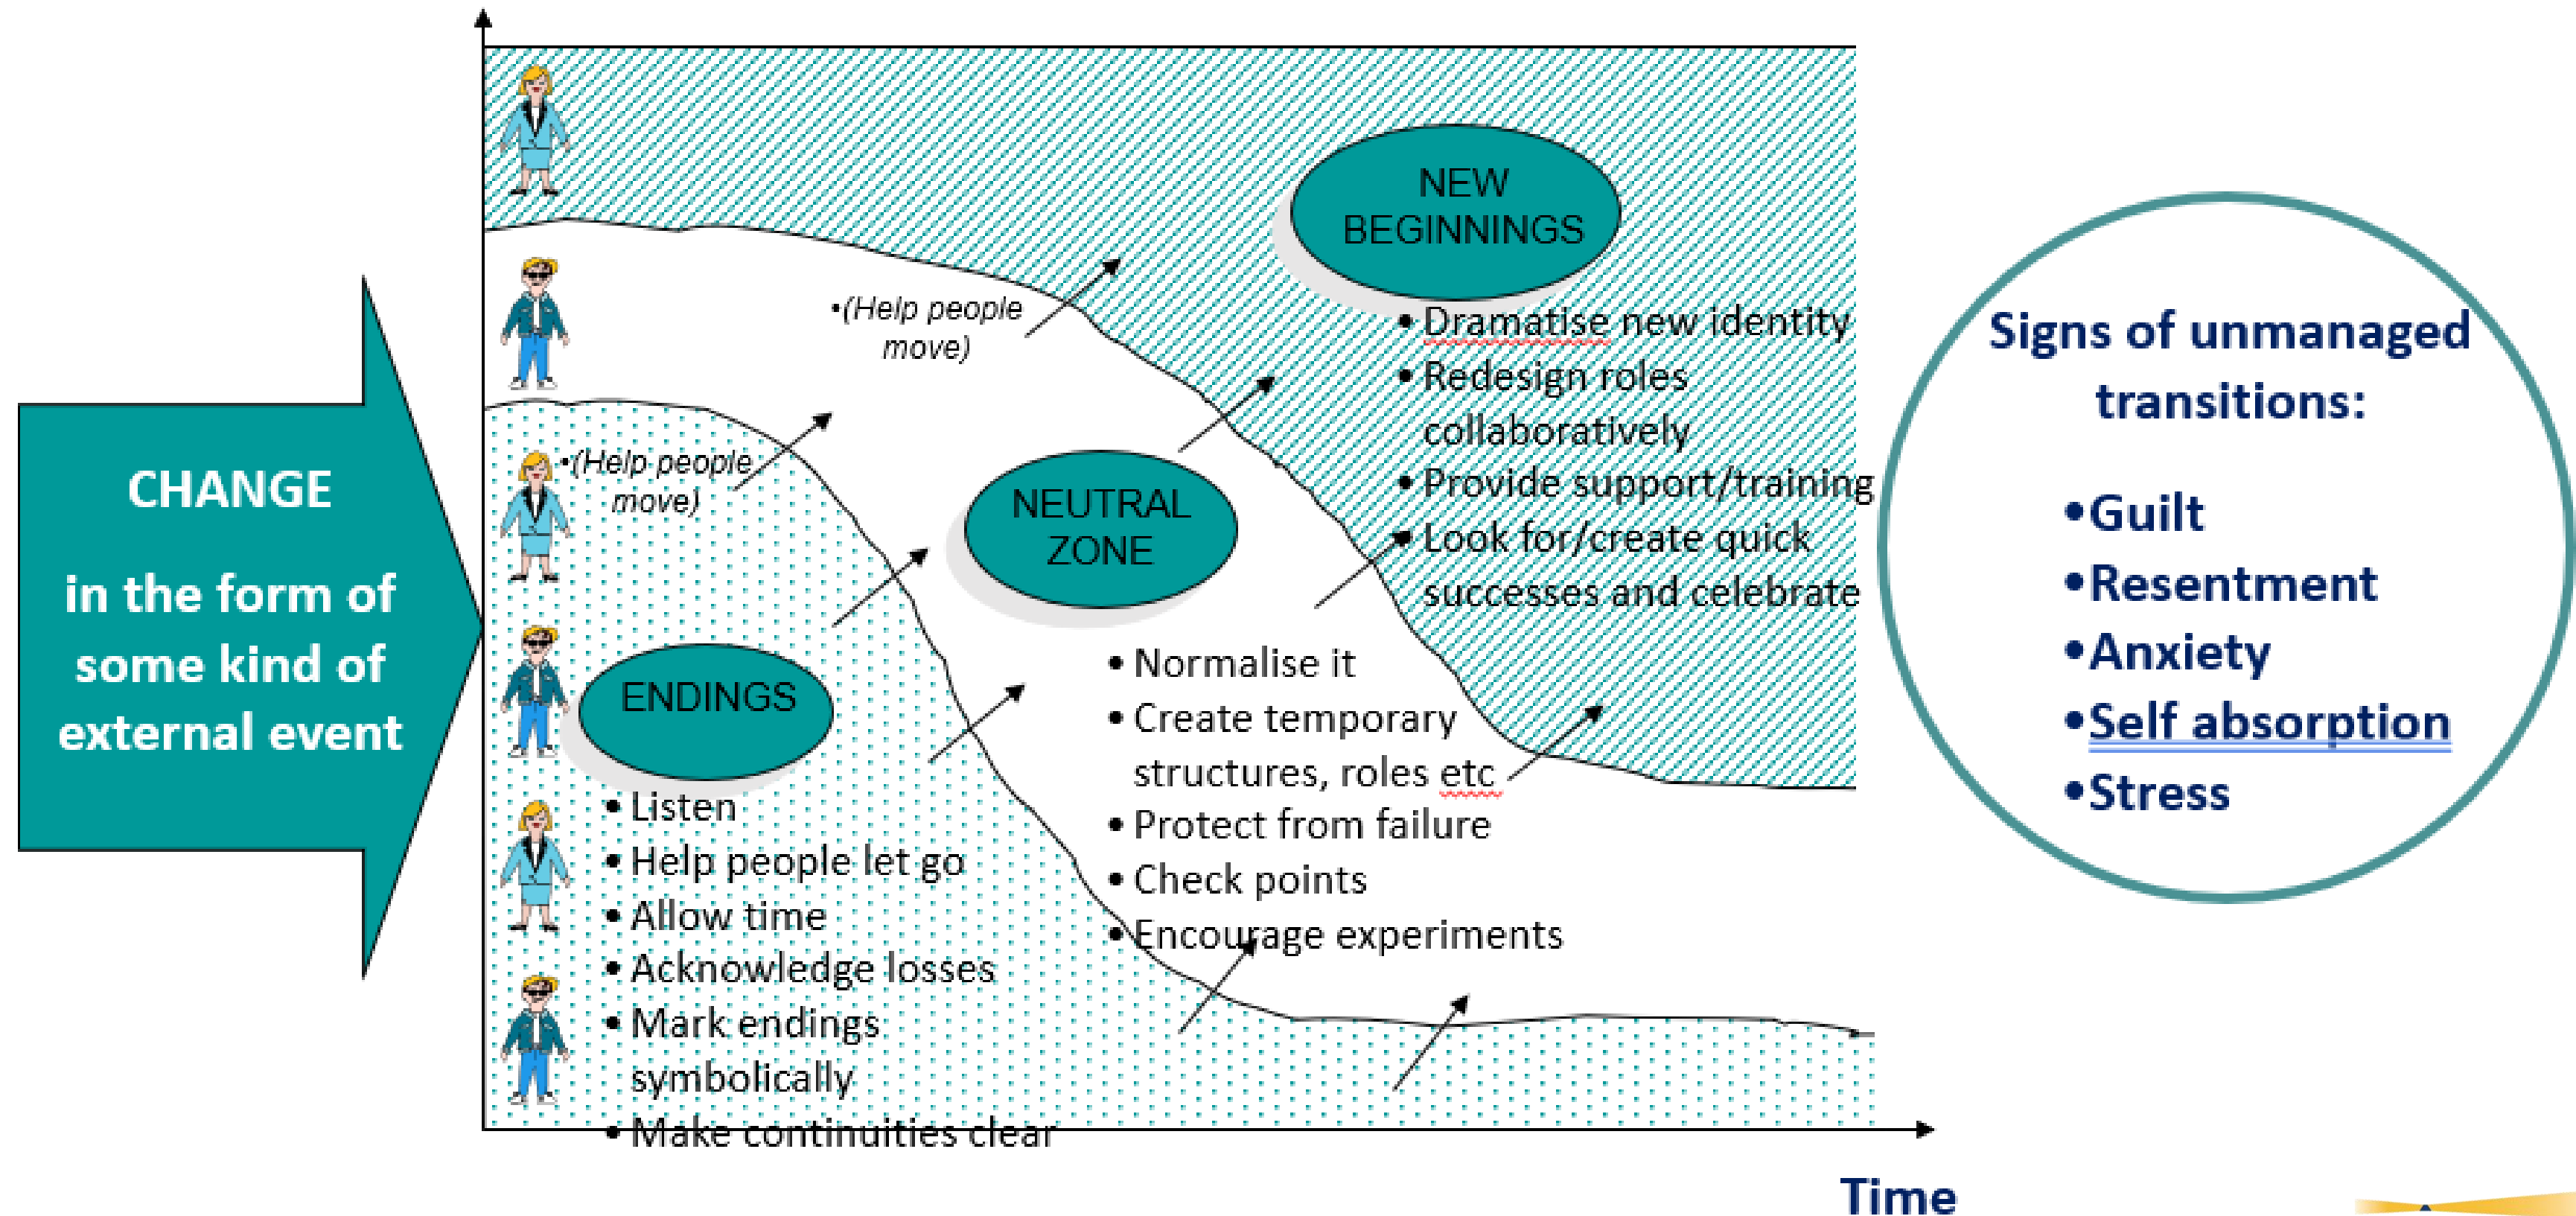 CHANGE
in the form of
some kind of
external event
•(Help people
move)
•(Help people
move)
ENDINGS
• Listen
• Help people let go
• Allow time
• Acknowledge losses
• Mark endings
symbolically
• Make continuities clear
NEUTRAL
ZONE
• Normalise it
• Create temporary
structures, roles etc
• Protect from failure
• Check points
• Encourage experiments
NEW
BEGINNINGS
• Dramatise new identity
• Redesign roles
collaboratively
• Provide support/training
• Look for/create quick
successes and celebrate
Time
Signs of unmanaged
transitions:
•Guilt
•Resentment
•Anxiety
•Self absorption
•Stress